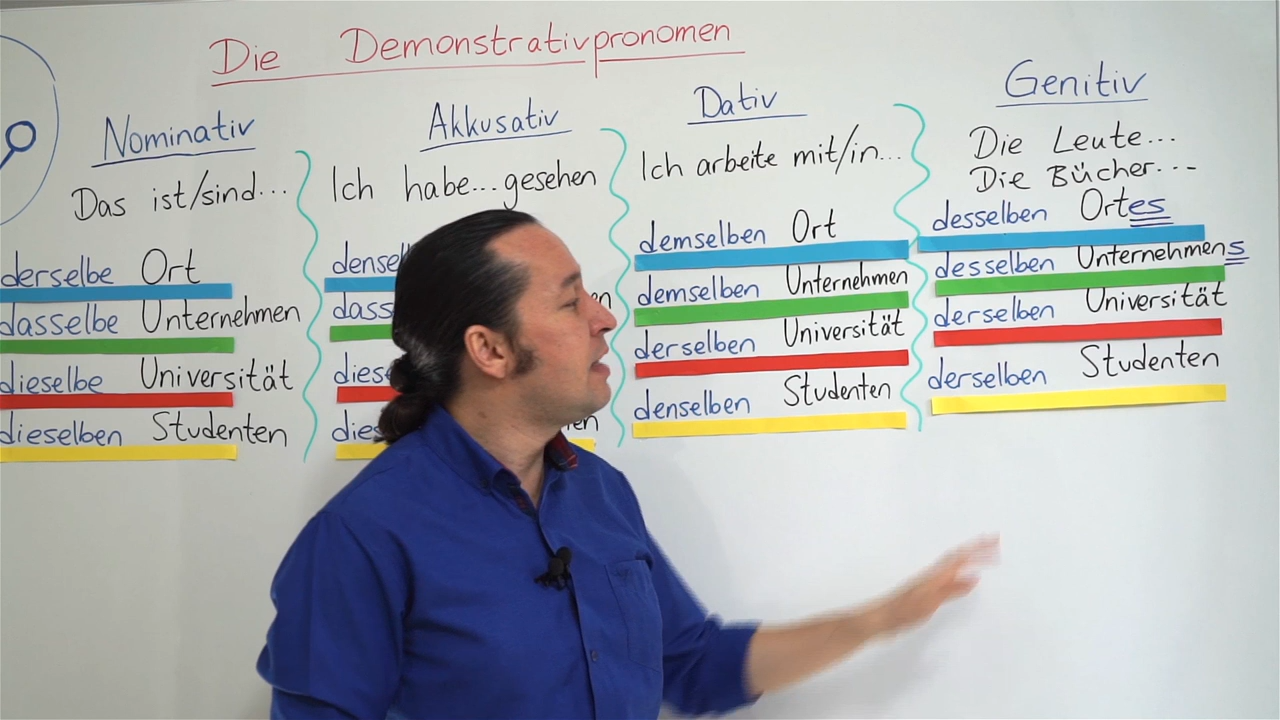 Die Demonstrativpronomen
Nominativ
Das ist/sind...
derselbe Ort
dasselbe Unternehmen
dieselbe Universität
dieselben Studenten
Akkusativ
Ich habe... gesehen
Dativ
Ich arbeite mit/in...
demselben Ort
demselben Unternehmen
derselben Universität
denselben Studenten
Genitiv
Die Leute...
Die Bücher...
desselben Ortes
desselben Unternehmens
derselben Universität
derselben Studenten